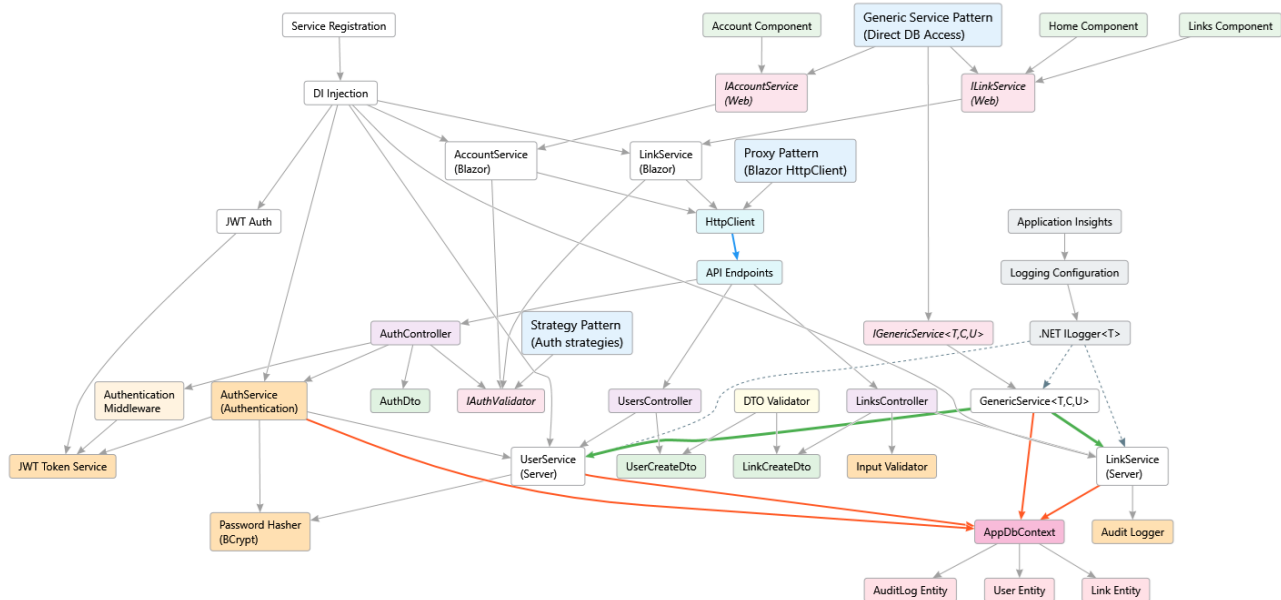 Service Registration
Account Component
Generic Service Pattern
(Direct DB Access)
Home Component
Links Component
DI Injection
IAccountService
(Web)
ILinkService
(Web)
AccountService
(Blazor)
LinkService
(Blazor)
Proxy Pattern
(Blazor HttpClient)
JWT Auth
HttpClient
Application Insights
API Endpoints
Logging Configuration
AuthController
Strategy Pattern
(Auth strategies)
IGenericService<T,C,U>
.NET ILogger<T>
Authentication
Middleware
AuthService
(Authentication)
AuthDto
IAuthValidator
UsersController
DTO Validator
LinksController
GenericService<T,C,U>
JWT Token Service
UserService
(Server)
UserCreateDto
LinkCreateDto
Input Validator
LinkService
(Server)
Password Hasher
(BCrypt)
AppDbContext
Audit Logger
AuditLog Entity
User Entity
Link Entity